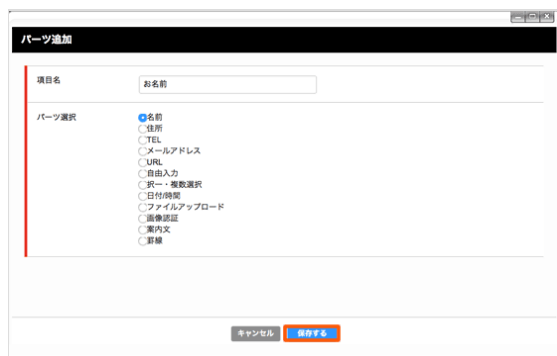 パーツ追加
項目名
お名前
パーツ選択
名前
住所
TEL
メールアドレス
URL
自由入力
択一・複数選択
日付/時間
ファイルアップロード
画像認証
案内文
罫線
キャンセル
保存する